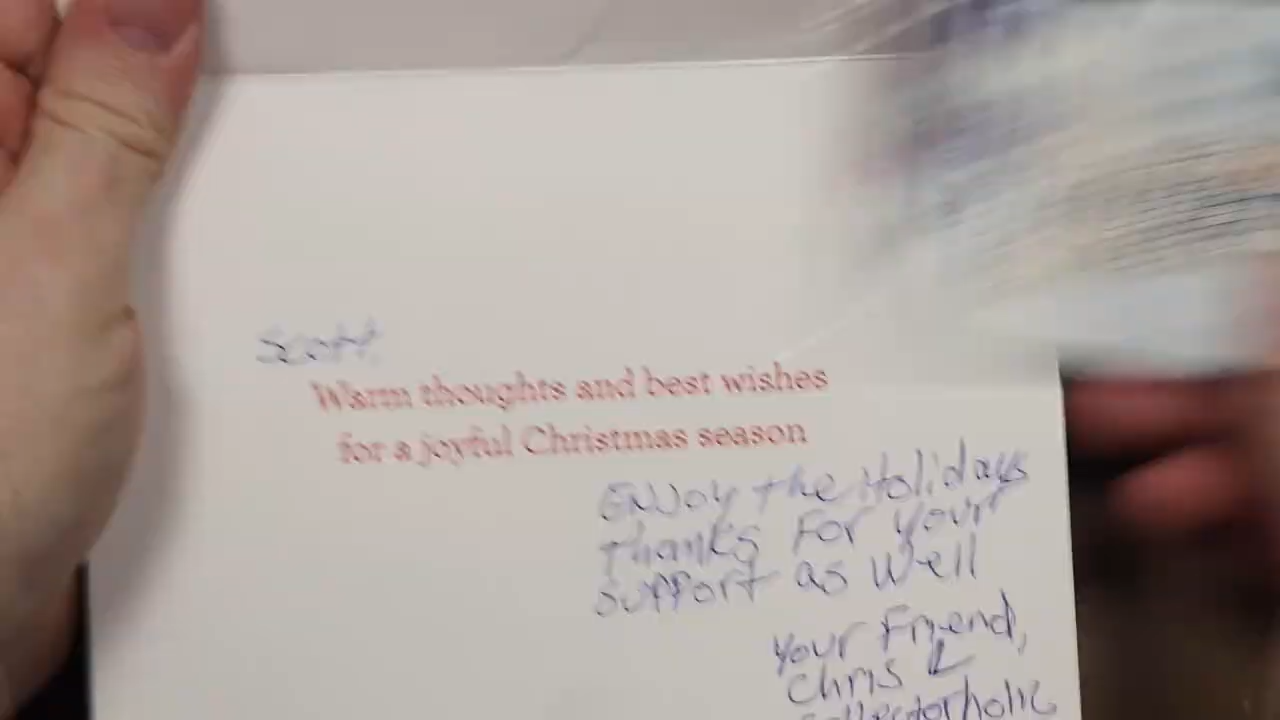 Scott
Warm thoughts and best wishes
for a joyful Christmas season
Enjoy the Holidays
Thanks For your
support as well
Your Friend,
Chris L
Collectorholic